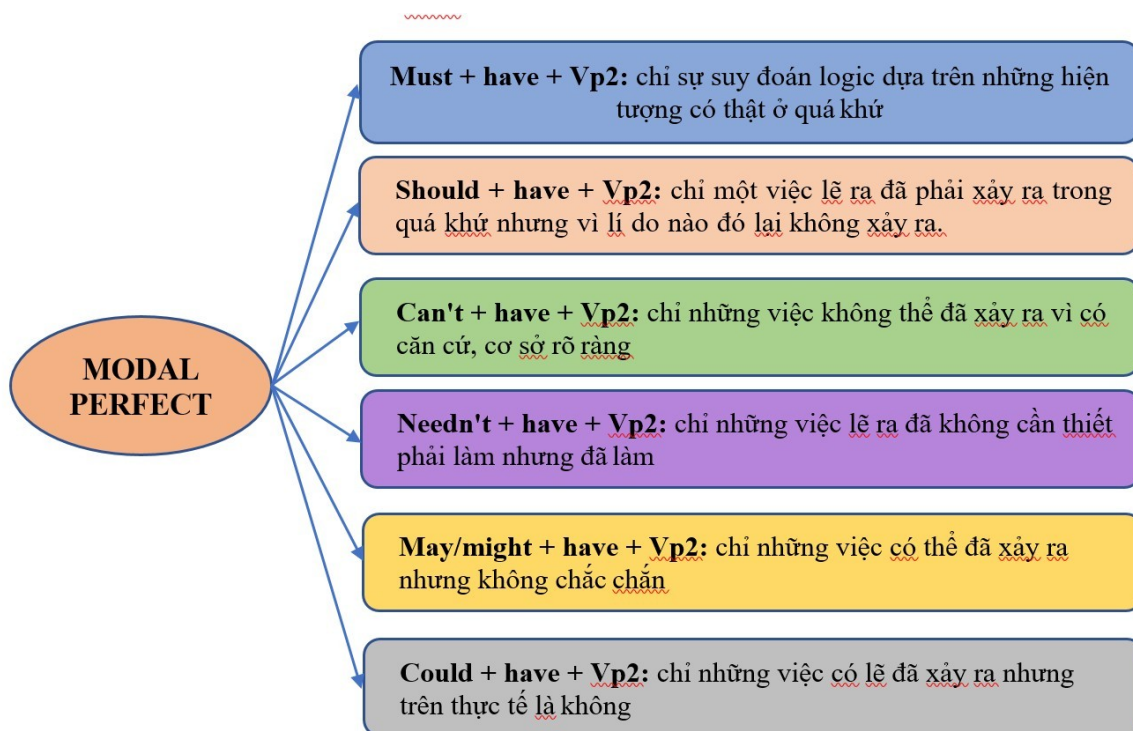 Must + have + Vp2: chỉ sự suy đoán logic dựa trên những hiện
tượng có thật ở quá khứ
Should + have + Vp2: chỉ một việc lẽ ra đã phải xảy ra trong
quá khứ nhưng vì lí do nào đó lại không xảy ra.
Can't + have + Vp2: chỉ những việc không thể đã xảy ra vì có
căn cứ, cơ sở rõ ràng
MODAL
PERFECT
Needn't + have + Vp2: chỉ những việc lẽ ra đã không cần thiết
phải làm nhưng đã làm
May/might + have + Vp2: chỉ những việc có thể đã xảy ra
nhưng không chắc chắn
Could + have + Vp2: chỉ những việc có lẽ đã xảy ra nhưng
trên thực tế là không